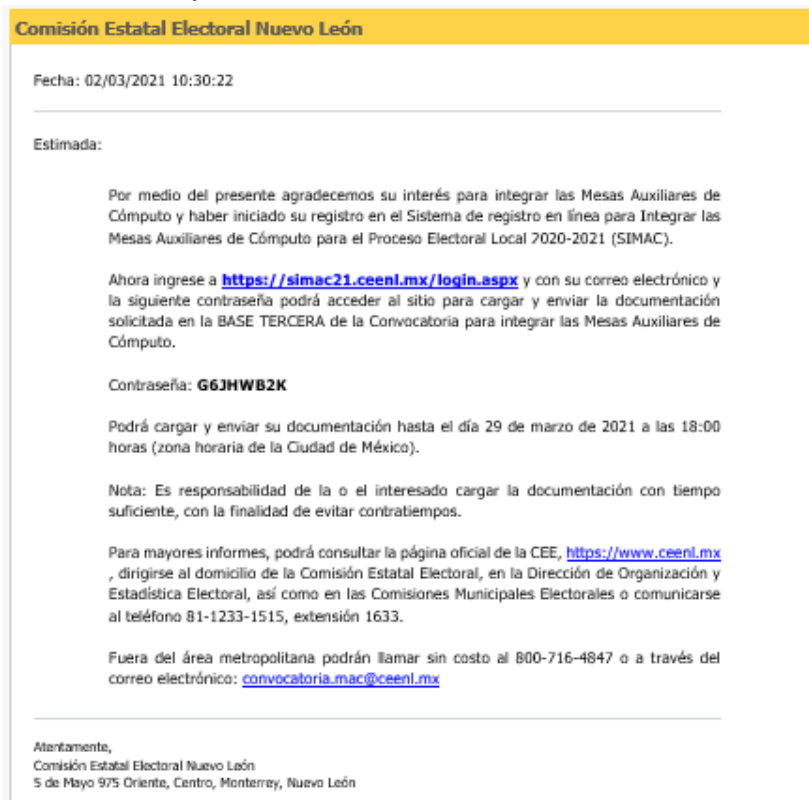 Comisión Estatal Electoral Nuevo León
Fecha: 02/03/2021 10:30:22
Estimada:
Por medio del presente agradecemos su interés para integrar las Mesas Auxiliares de
Cómputo y haber iniciado su registro en el Sistema de registro en línea para Integrar las
Mesas Auxiliares de Cómputo para el Proceso Electoral Local 2020-2021 (SIMAC).
Ahora ingrese a https://simac21.ceenl.mx/login.aspx y con su correo electrónico y
la siguiente contraseña podrá acceder al sitio para cargar y enviar la documentación
solicitada en la BASE TERCERA de la Convocatoria para integrar las Mesas Auxiliares de
Cómputo.
Contraseña: G6JHWB2K
Podrá cargar y enviar su documentación hasta el día 29 de marzo de 2021 a las 18:00
horas (zona horaria de la Ciudad de México).
Nota: Es responsabilidad de la o el interesado cargar la documentación con tiempo
suficiente, con la finalidad de evitar contratiempos.
Para mayores informes, podrá consultar la página oficial de la CEE, https://www.ceenl.mx
, dirigirse al domicilio de la Comisión Estatal Electoral, en la Dirección de Organización y
Estadística Electoral, así como en las Comisiones Municipales Electorales o comunicarse
al teléfono 81-1233-1515, extensión 1633.
Fuera del área metropolitana podrán llamar sin costo al 800-716-4847 o a través del
correo electrónico: convocatoria.mac@ceenl.mx
Atentamente,
Comisión Estatal Electoral Nuevo León
5 de Mayo 975 Oriente, Centro, Monterrey, Nuevo León